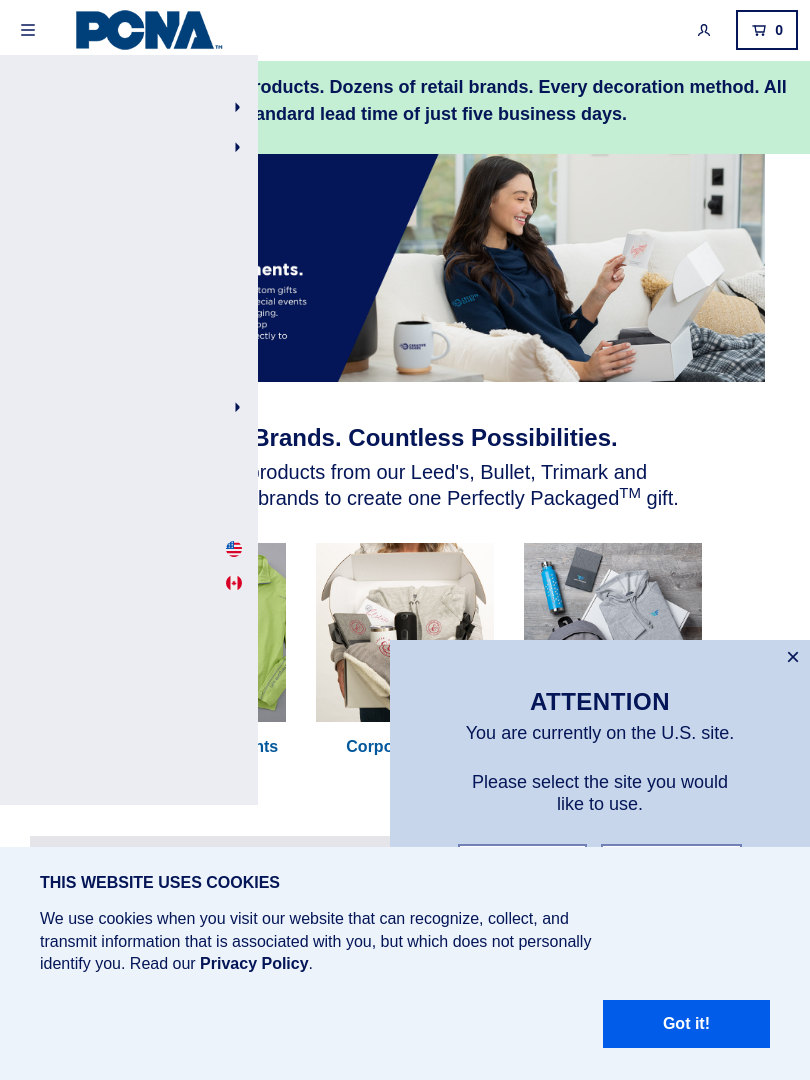 PCNA™
0
roducts. Dozens of retail brands. Every decoration method. All
andard lead time of just five business days.
nents.
tom gifts
ecial events
ging.
op
ectly to
Brands. Countless Possibilities.
products from our Leed's, Bullet, Trimark and
brands to create one Perfectly Packaged™ gift.
nts
Corpo
ATTENTION
You are currently on the U.S. site.
Please select the site you would
like to use.
THIS WEBSITE USES COOKIES
We use cookies when you visit our website that can recognize, collect, and
transmit information that is associated with you, but which does not personally
identify you. Read our Privacy Policy.
Got it!